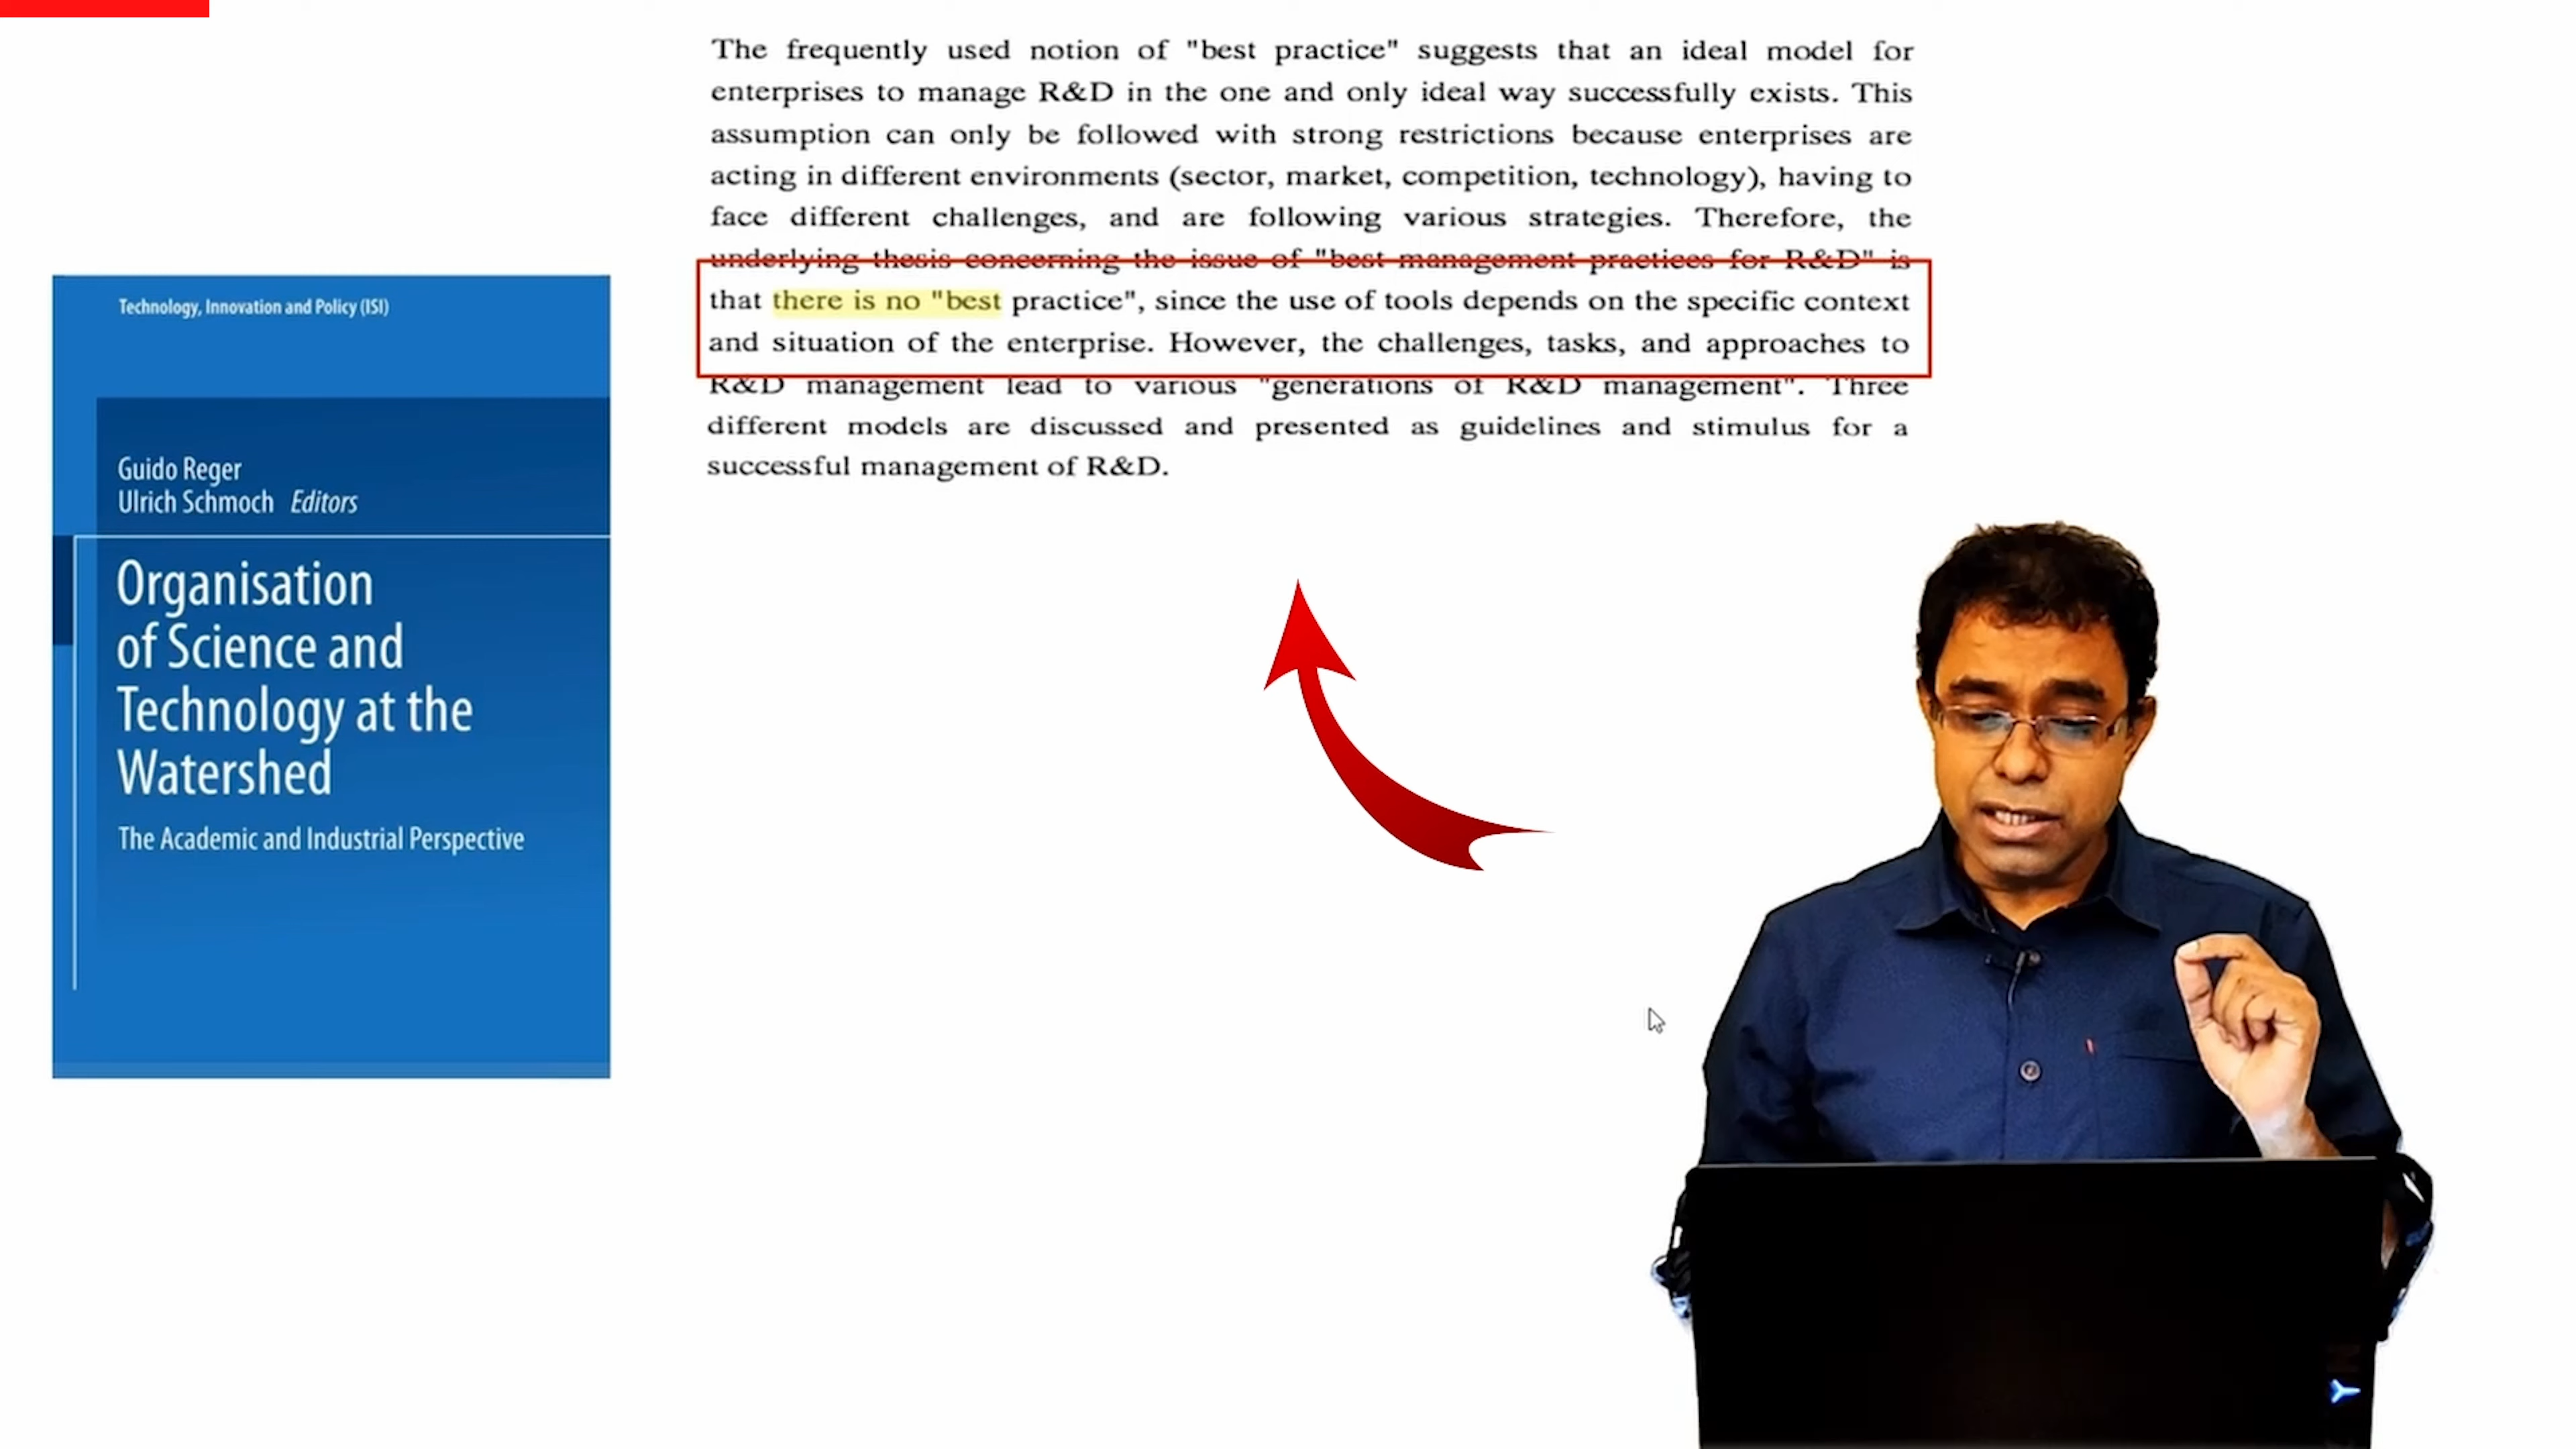 The frequently used notion of "best practice" suggests that an ideal model for
enterprises to manage R&D in the one and only ideal way successfully exists. This
assumption can only be followed with strong restrictions because enterprises are
acting in different environments (sector, market, competition, technology), having to
face different challenges, and are following various strategies. Therefore, the
underlying thesis concerning the issue of "best management practices for R&D" is
that there is no "best practice", since the use of tools depends on the specific context
and situation of the enterprise. However, the challenges, tasks, and approaches to
R&D management lead to various "generations of R&D management". Three
different models are discussed and presented as guidelines and stimulus for a
successful management of R&D.
Technology, Innovation and Policy (ISI)
Guido Reger
Ulrich Schmoch Editors
Organisation
of Science and
Technology at the
Watershed
The Academic and Industrial Perspective